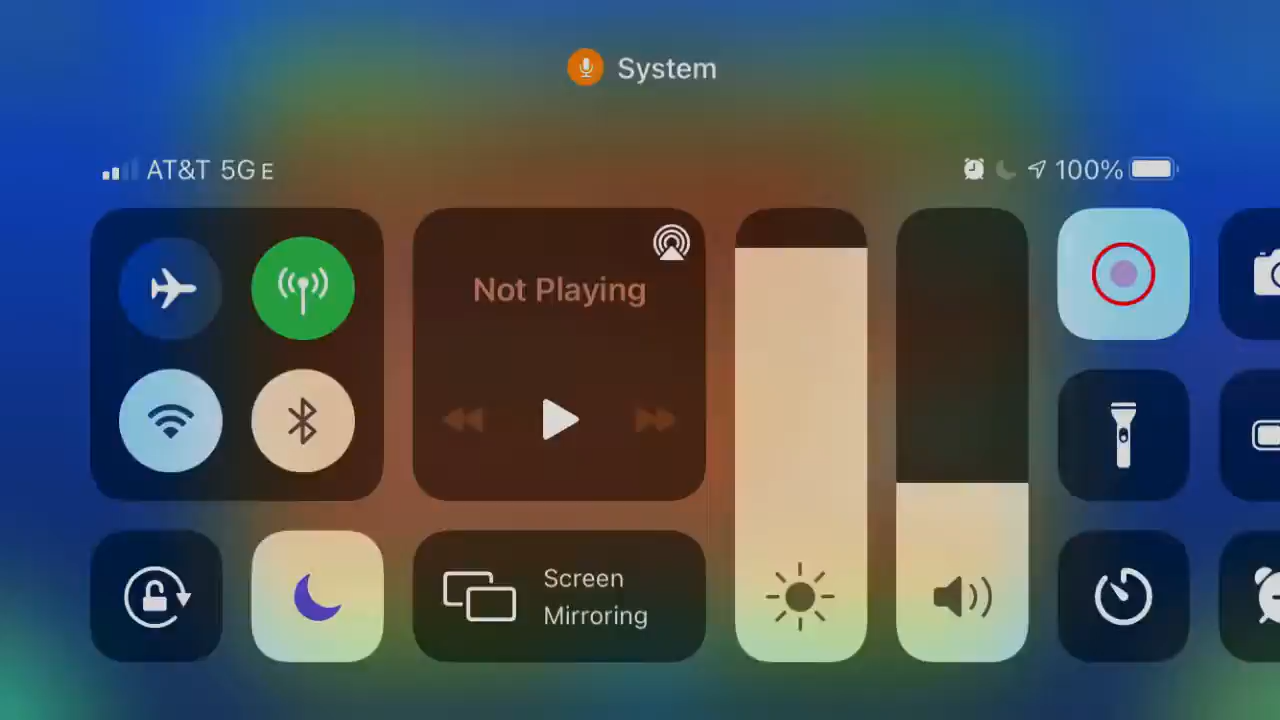 System
AT&T 5G E
100%
Not Playing
Screen
Mirroring